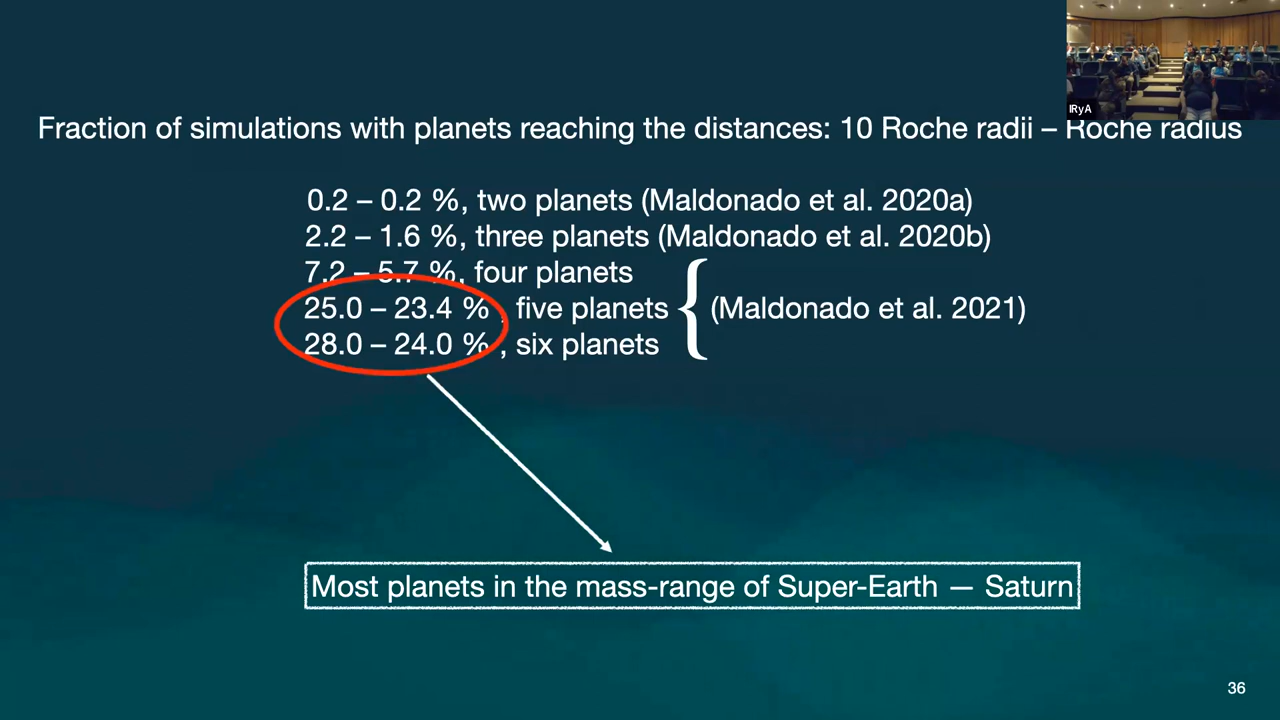 IRyA
Fraction of simulations with planets reaching the distances: 10 Roche radii – Roche radius
0.2 – 0.2 %, two planets (Maldonado et al. 2020a)
2.2 – 1.6 %, three planets (Maldonado et al. 2020b)
7.2 – 5.7 %, four planets
25.0 – 23.4 % , five planets { (Maldonado et al. 2021)
28.0 – 24.0 % , six planets
Most planets in the mass-range of Super-Earth — Saturn
36